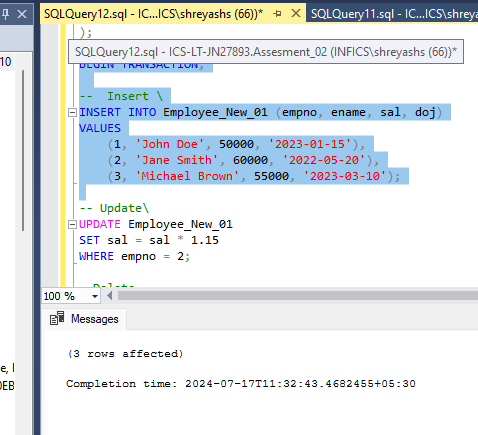 SQLQuery12.sql - IC...ICS\shreyashs (66))*
SQLQuery11.sql - IC...ICS\shreya
10
);
SQLQuery12.sql - ICS-LT-JN27893.Assesment_02 (INFICS\shreyashs (66))*
BEGIN TRANSACTION;
-- Insert \
INSERT INTO Employee_New_01 (empno, ename, sal, doj)
VALUES
(1, 'John Doe', 50000, '2023-01-15'),
(2, 'Jane Smith', 60000, '2022-05-20'),
(3, 'Michael Brown', 55000, '2023-03-10');
-- Update\
UPDATE Employee_New_01
SET sal = sal * 1.15
WHERE empno = 2;
Delete
100 %
Messages
(3 rows affected)
e, I
Completion time: 2024-07-17T11:32:43.4682455+05:30
0EB